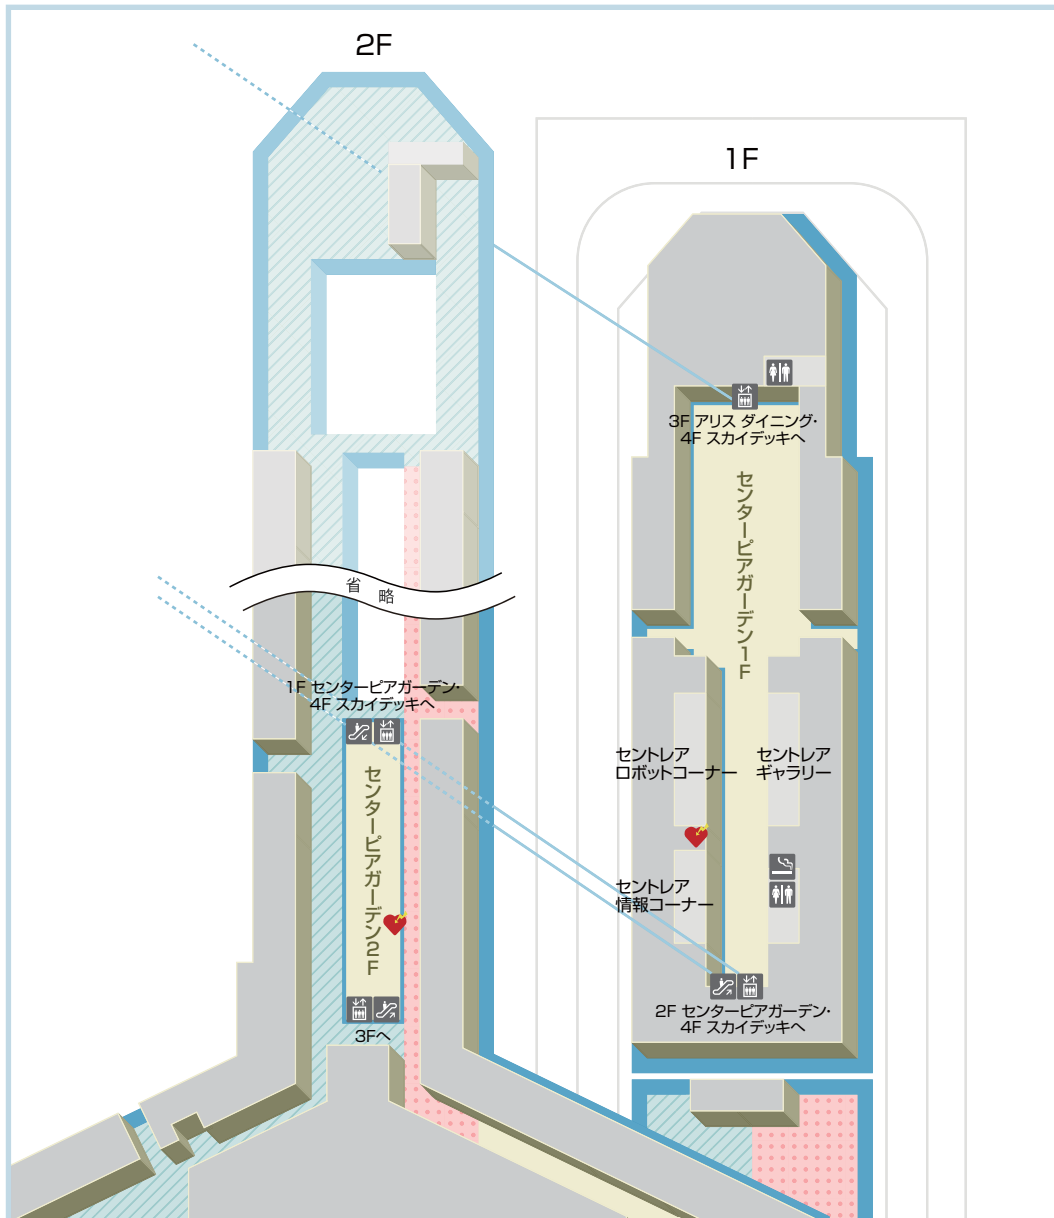 2F
1F
3F アリス ダイニング・
4F スカイデッキへ
センターピアガーデン1F
省略
1F センターピアガーデン・
4F スカイデッキへ
センターピアガーデン2F
3Fへ
セントレア
ロボットコーナー
セントレア
ギャラリー
セントレア
情報コーナー
2F センターピアガーデン・
4F スカイデッキへ